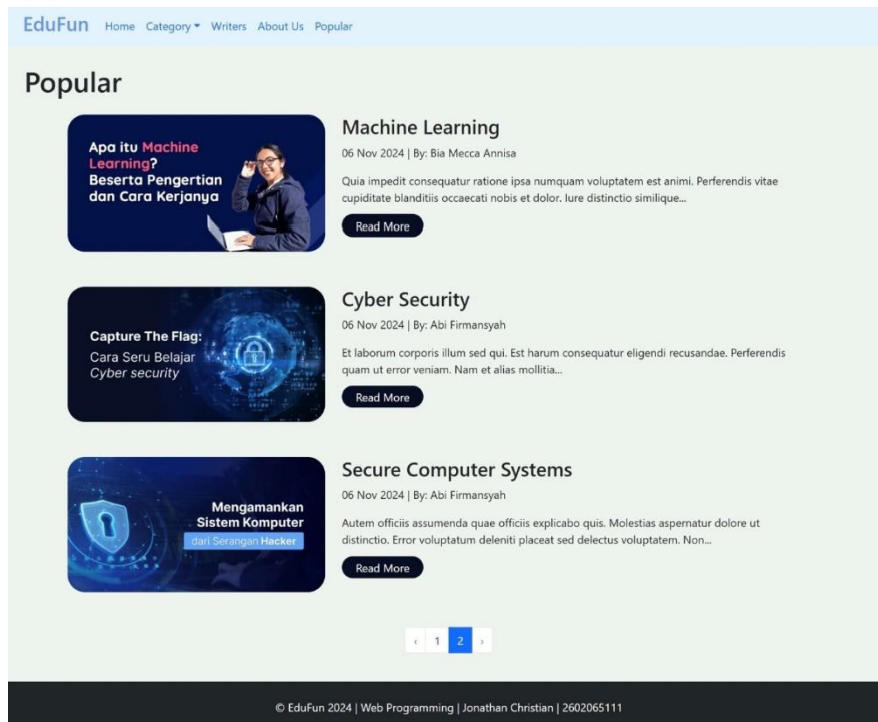 EduFun Home Category Writers About Us Popular
Popular
Apa itu Machine
Learning?
Beserta Pengertian
dan Cara Kerjanya
Machine Learning
06 Nov 2024 | By: Bia Mecca Annisa
Quia impedit consequatur ratione ipsa numquam voluptatem est animi. Perferendis vitae
cupiditate blanditiis occaecati nobis et dolor. Iure distinctio similique...
Read More
Capture The Flag:
Cara Seru Belajar
Cyber security
Cyber Security
06 Nov 2024 | By: Abi Firmansyah
Et laborum corporis illum sed qui. Est harum consequatur eligendi recusandae. Perferendis
quam ut error veniam. Nam et alias mollitia...
Read More
Mengamankan
Sistem Komputer
dari Serangan Hacker
Secure Computer Systems
06 Nov 2024 | By: Abi Firmansyah
Autem officiis assumenda quae officiis explicabo quis. Molestias aspernatur dolore ut
distinctio. Error voluptatum deleniti placeat sed delectus voluptatem. Non...
Read More
‹ 1 2 ›
© EduFun 2024 | Web Programming | Jonathan Christian | 2602065111